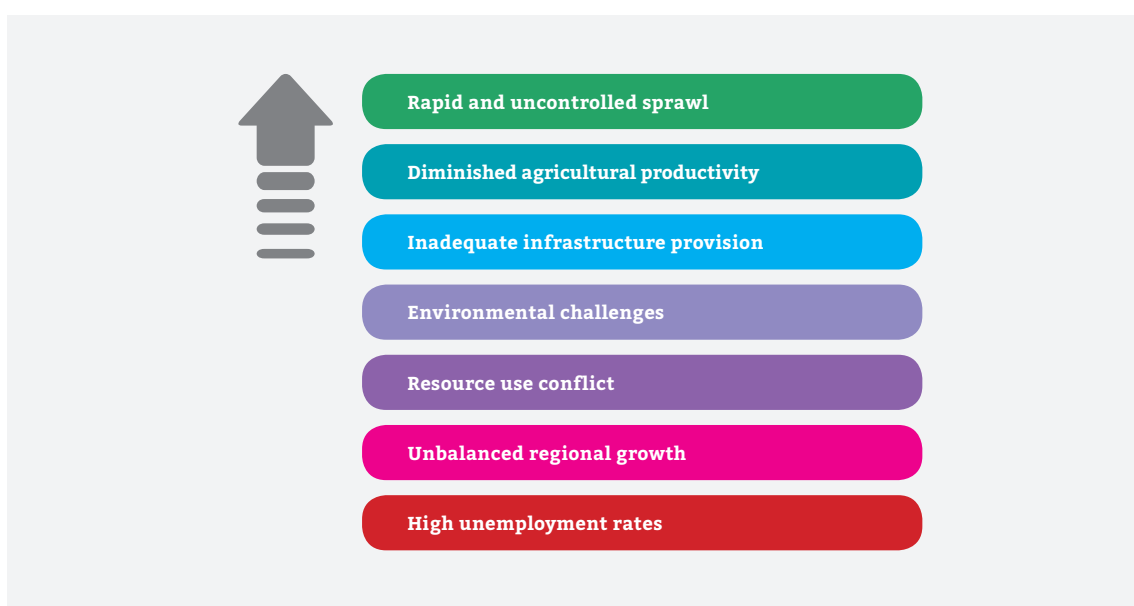 Rapid and uncontrolled sprawl
Diminished agricultural productivity
Inadequate infrastructure provision
Environmental challenges
Resource use conflict
Unbalanced regional growth
High unemployment rates